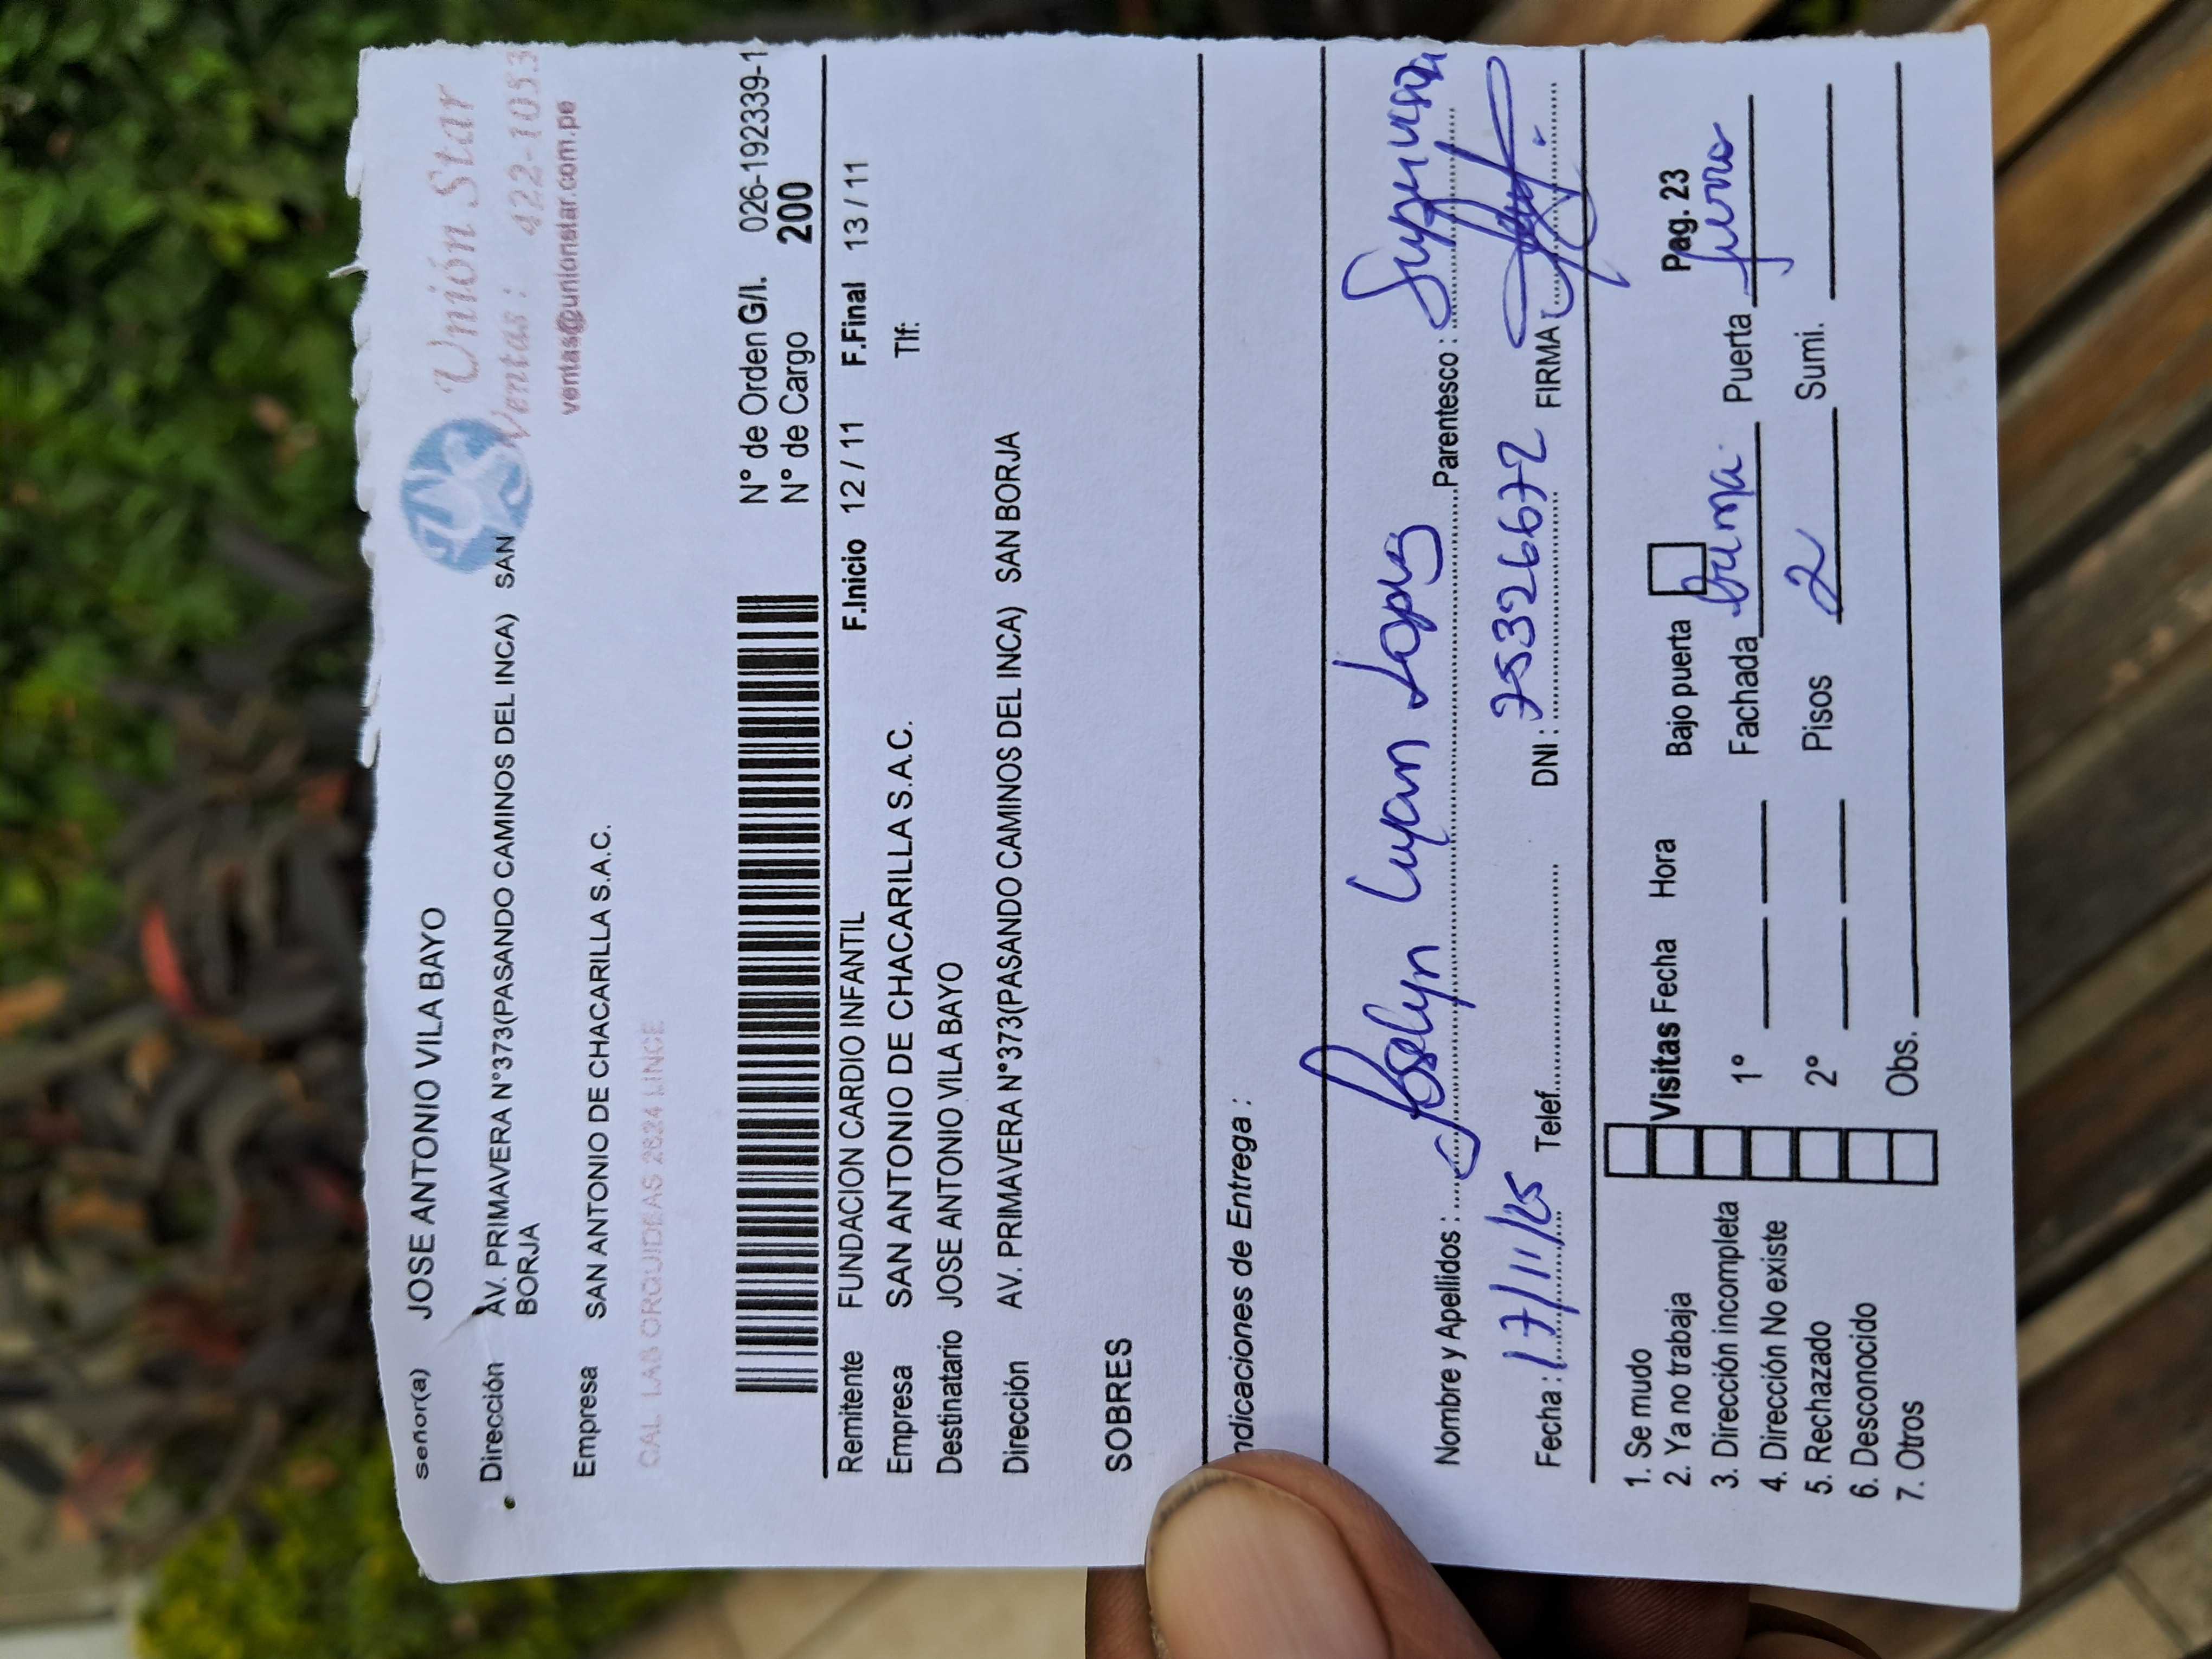 Unión Star
Ventas: 422-1053
ventas@unionstar.com.pe
señor(a) JOSE ANTONIO VILA BAYO
Dirección AV. PRIMAVERA N°373(PASANDO CAMINOS DEL INCA) SAN
BORJA
Empresa SAN ANTONIO DE CHACARILLA S.A.C.
CAL. LAS ORQUIDEAS 2624 LINCE
N° de Orden G/I. 026-192339-1
N° de Cargo 200
F.Inicio 12 / 11 F.Final 13 / 11
Remitente FUNDACION CARDIO INFANTIL
Empresa SAN ANTONIO DE CHACARILLA S.A.C. Tlf:
Destinatario JOSE ANTONIO VILA BAYO
Dirección AV. PRIMAVERA N°373(PASANDO CAMINOS DEL INCA) SAN BORJA
SOBRES
ndicaciones de Entrega :
Nombre y Apellidos : Joselyn Luyan Lopez Parentesco :
Fecha : 17/11/25 Telef. DNI : 75326672 FIRMA
1. Se mudo
2. Ya no trabaja
3. Dirección incompleta
4. Dirección No existe
5. Rechazado
6. Desconocido
7. Otros
Visitas Fecha Hora
1°
2°
Obs.
Bajo puerta Pag. 23
Fachada Puerta fierro
Pisos 2 Sumi.